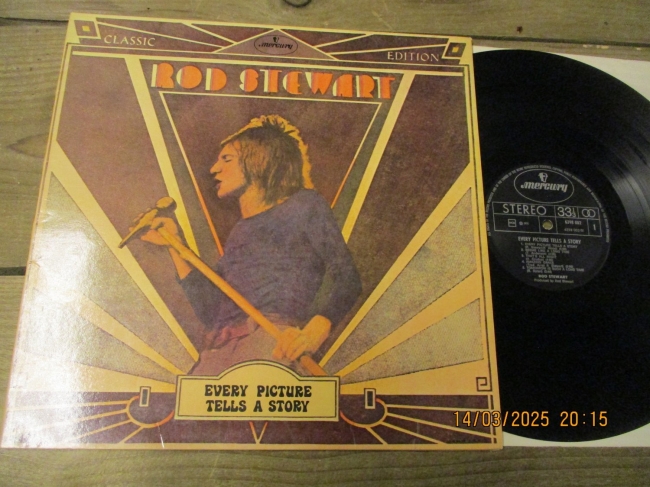 CLASSIC
mercury
EDITION
ROD STEWART
EVERY PICTURE
TELLS A STORY
mercury
STEREO 33⅓
EVERY PICTURE TELLS A STORY
ROD STEWART
14/03/2025 20:15